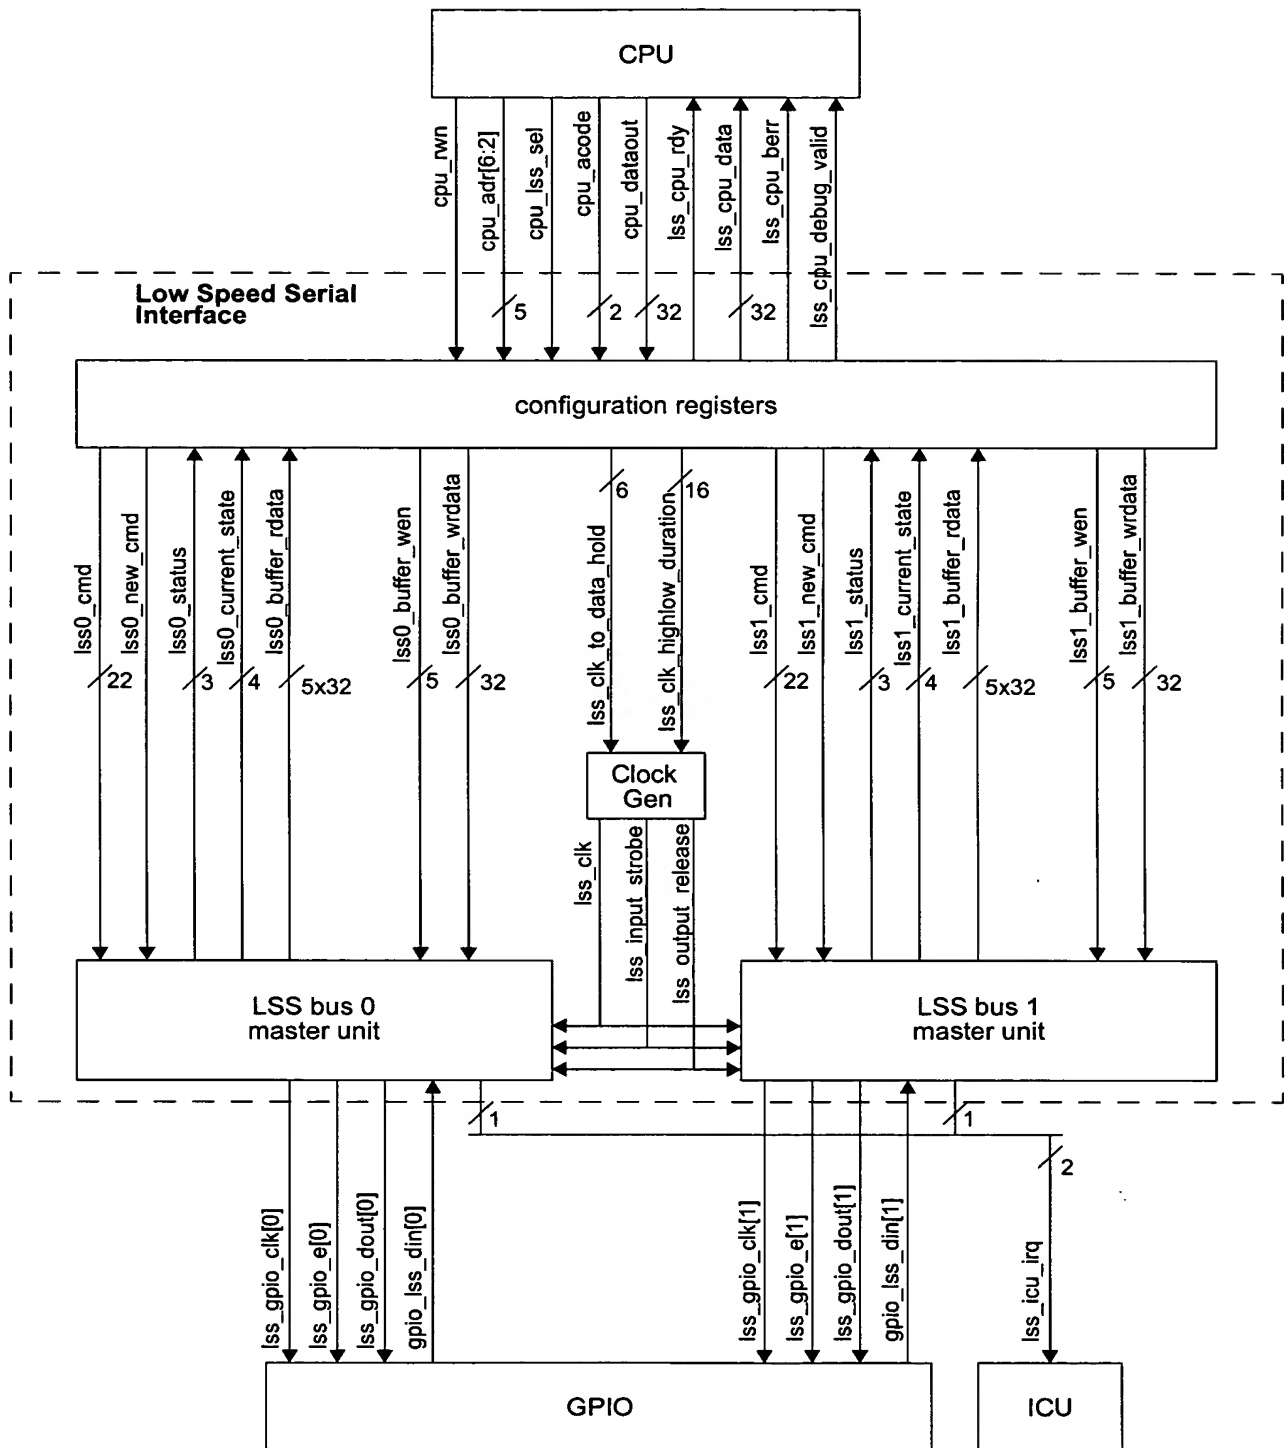 CPU
cpu_rwn
cpu_adr[6:2]
cpu_lss_sel
cpu_acode
cpu_dataout
lss_cpu_rdy
lss_cpu_data
lss_cpu_berr
lss_cpu_debug_valid
Low Speed Serial
Interface
5
2
32
32
configuration registers
lss0_cmd
lss0_new_cmd
lss0_status
lss0_current_state
lss0_buffer_rdata
lss0_buffer_wen
lss0_buffer_wrdata
lss_clk_to_data_hold
lss_clk_highlow_duration
lss1_cmd
lss1_new_cmd
lss1_status
lss1_current_state
lss1_buffer_rdata
lss1_buffer_wen
lss1_buffer_wrdata
6
16
22
3
4
5x32
5
32
22
3
4
5x32
5
32
Clock
Gen
lss_clk
lss_input_strobe
lss_output_release
LSS bus 0
master unit
LSS bus 1
master unit
1
1
2
lss_gpio_clk[0]
lss_gpio_e[0]
lss_gpio_dout[0]
gpio_lss_din[0]
lss_gpio_clk[1]
lss_gpio_e[1]
lss_gpio_dout[1]
gpio_lss_din[1]
lss_icu_irq
GPIO
ICU